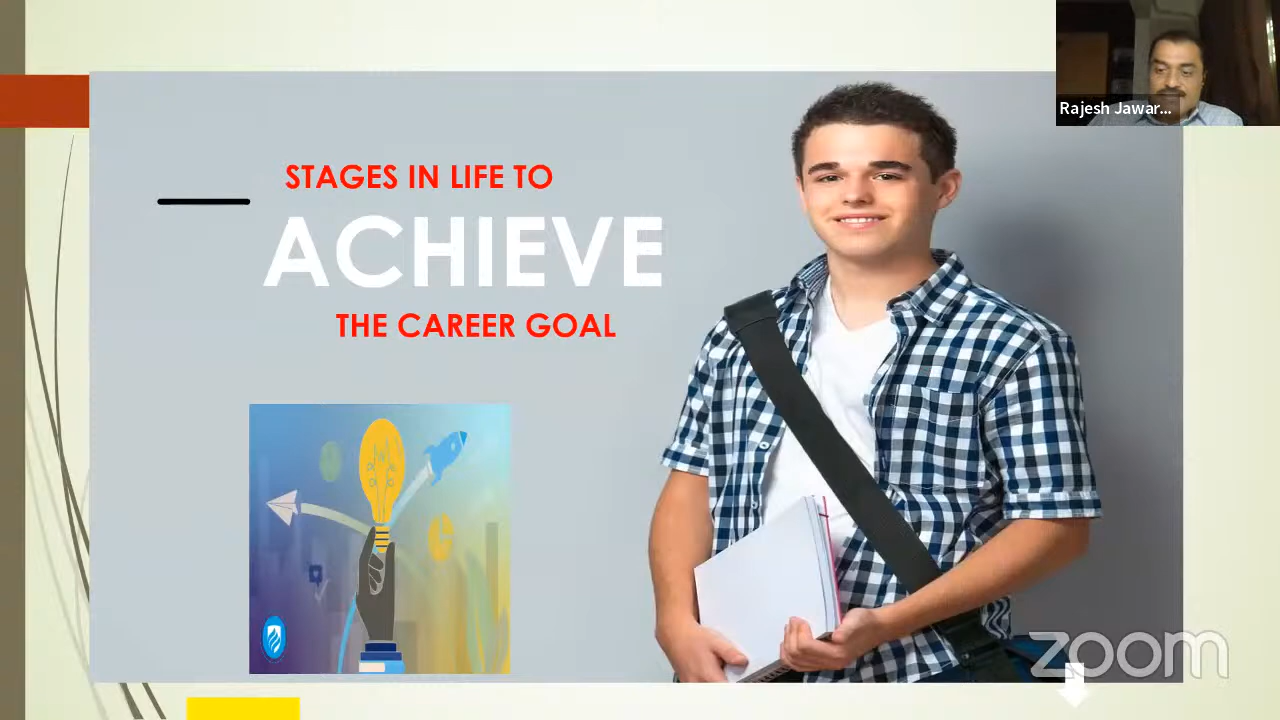 STAGES IN LIFE TO
ACHIEVE
THE CAREER GOAL
Rajesh Jawar...
zoom